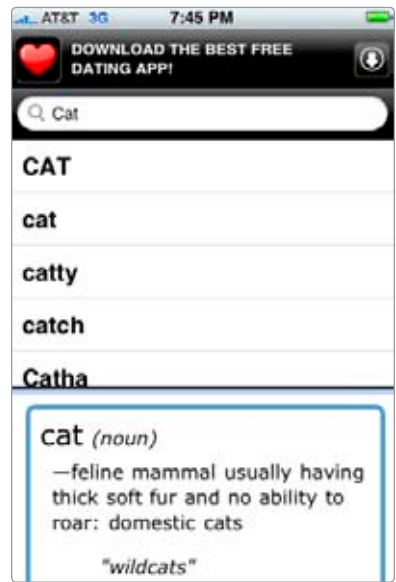 AT&T 3G 7:45 PM
DOWNLOAD THE BEST FREE
DATING APP!
Cat
CAT
cat
catty
catch
Catha
cat (noun)
—feline mammal usually having
thick soft fur and no ability to
roar: domestic cats
"wildcats"